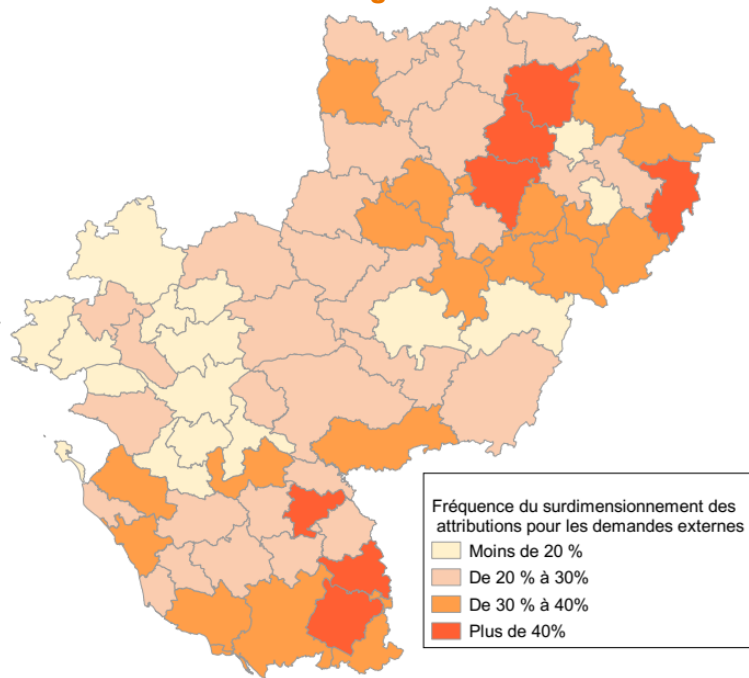 Fréquence du surdimensionnement des
attributions pour les demandes externes
Moins de 20 %
De 20 % à 30%
De 30 % à 40%
Plus de 40%